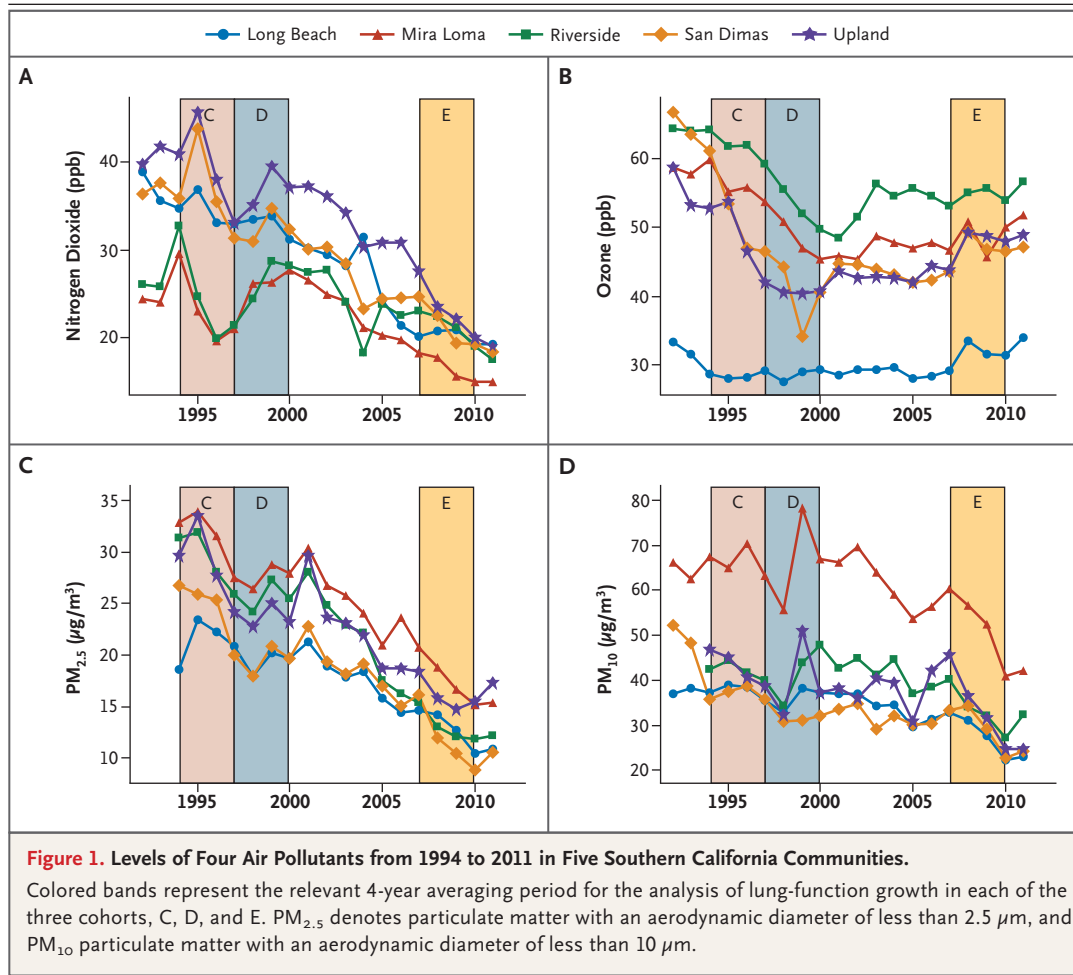 Long Beach Mira Loma Riverside San Dimas Upland
A
C D E
Nitrogen Dioxide (ppb)
40
30
20
1995 2000 2005 2010
B
C D E
Ozone (ppb)
60
50
40
30
1995 2000 2005 2010
C
C D E
PM2.5 (μg/m³)
35
30
25
20
15
10
1995 2000 2005 2010
D
C D E
PM10 (μg/m³)
80
70
60
50
40
30
20
1995 2000 2005 2010
Figure 1. Levels of Four Air Pollutants from 1994 to 2011 in Five Southern California Communities.
Colored bands represent the relevant 4-year averaging period for the analysis of lung-function growth in each of the
three cohorts, C, D, and E. PM2.5 denotes particulate matter with an aerodynamic diameter of less than 2.5 μm, and
PM10 particulate matter with an aerodynamic diameter of less than 10 μm.